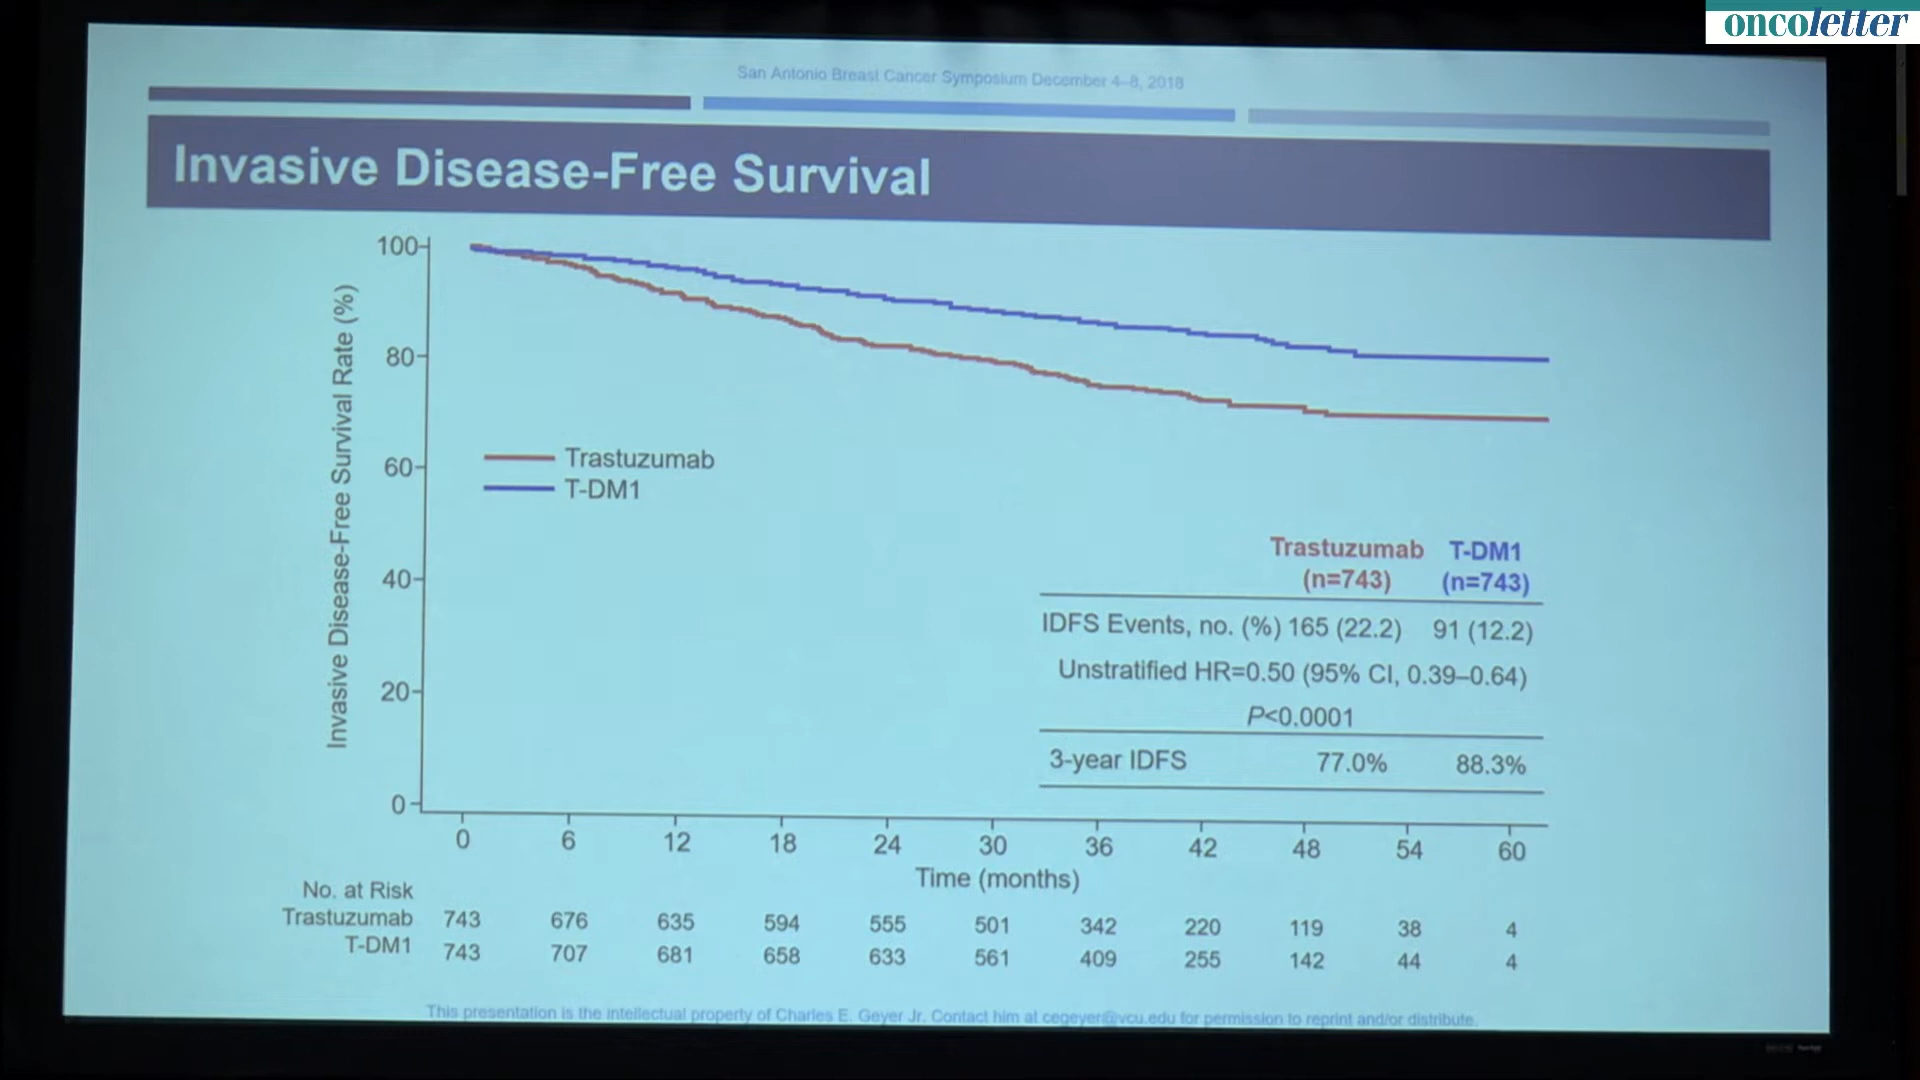 oncoletter
San Antonio Breast Cancer Symposium December 4–8, 2018
Invasive Disease-Free Survival
Invasive Disease-Free Survival Rate (%)
100
80
60
40
20
0
Trastuzumab
T-DM1
Trastuzumab T-DM1
(n=743) (n=743)
IDFS Events, no. (%) 165 (22.2) 91 (12.2)
Unstratified HR=0.50 (95% CI, 0.39–0.64)
P<0.0001
3-year IDFS 77.0% 88.3%
0 6 12 18 24 30 36 42 48 54 60
Time (months)
No. at Risk
Trastuzumab 743 676 635 594 555 501 342 220 119 38 4
T-DM1 743 707 681 658 633 561 409 255 142 44 4
This presentation is the intellectual property of Charles E. Geyer Jr. Contact him at cegeyer@vcu.edu for permission to reprint and/or distribute.